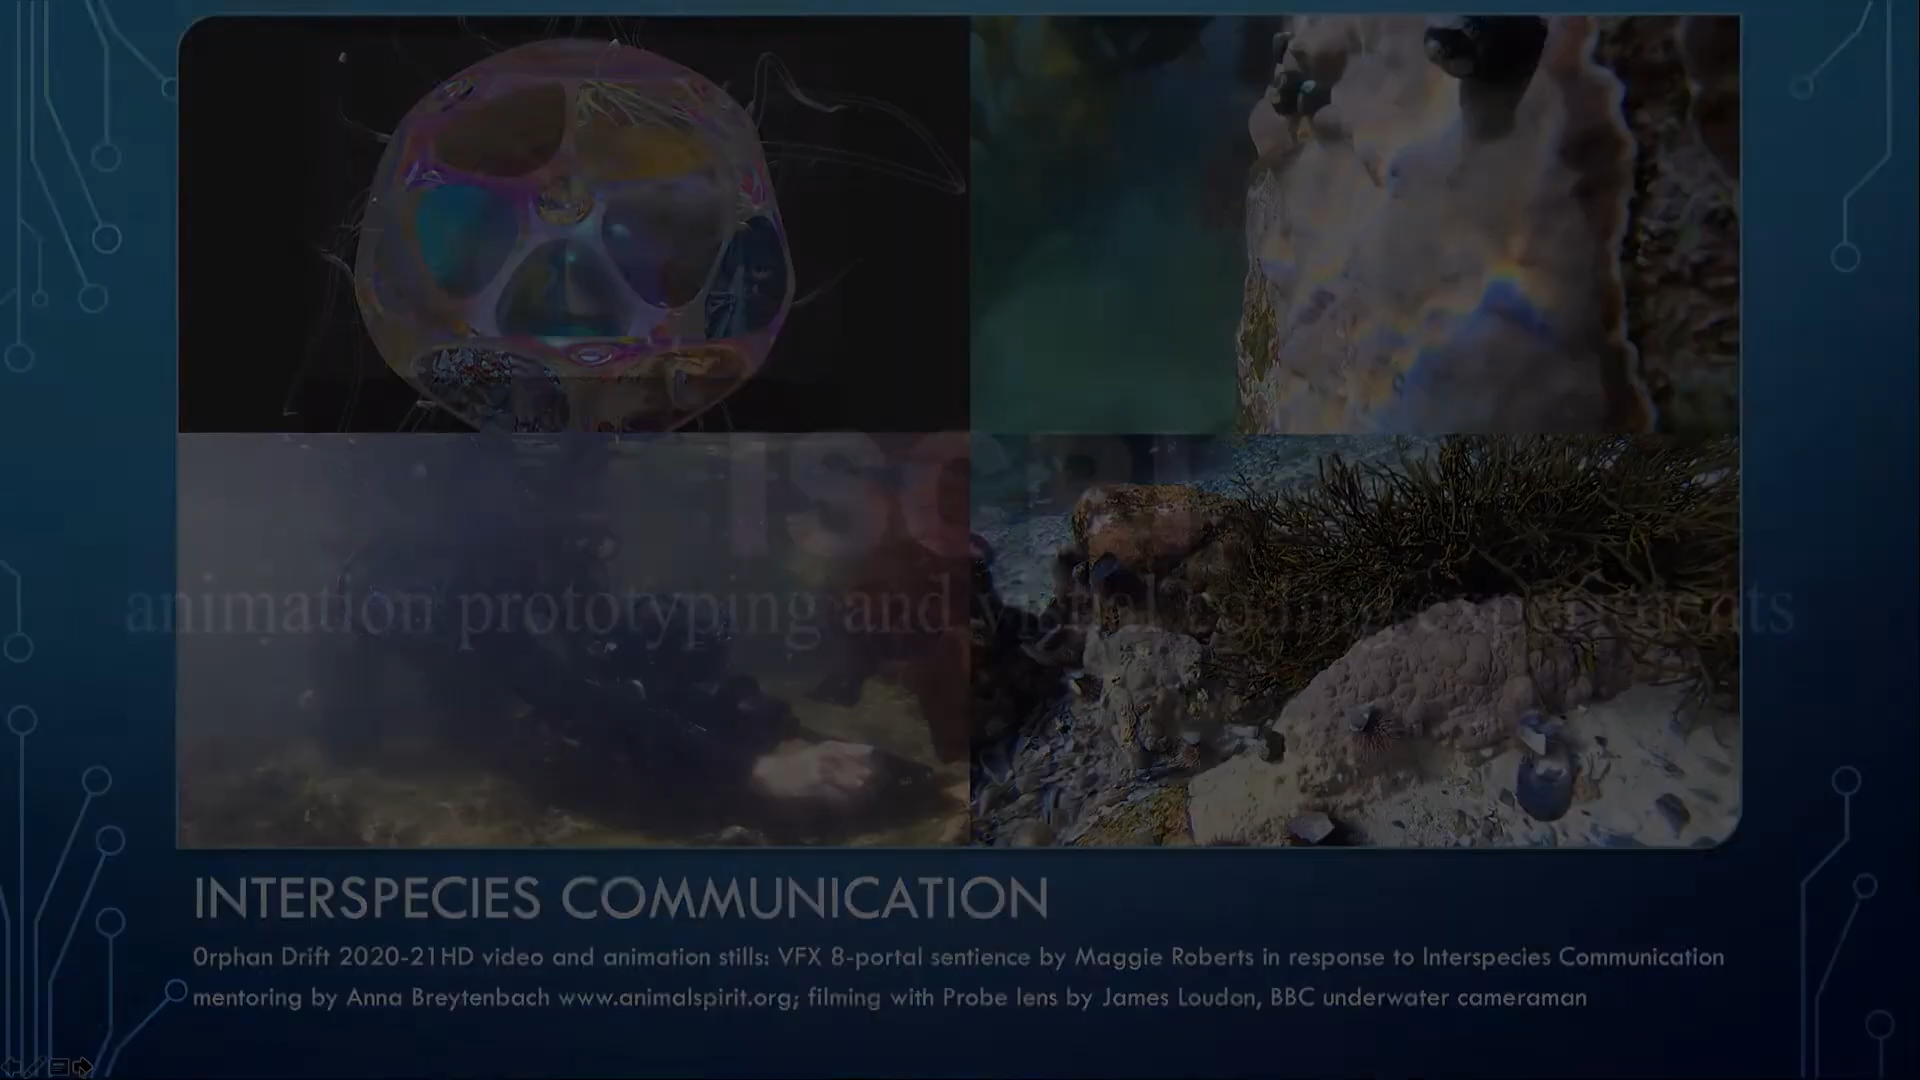 animation prototyping and
INTERSPECIES COMMUNICATION
0rphan Drift 2020-21HD video and animation stills: VFX 8-portal sentience by Maggie Roberts in response to Interspecies Communication
mentoring by Anna Breytenbach www.animalspirit.org; filming with Probe lens by James Loudon, BBC underwater cameraman